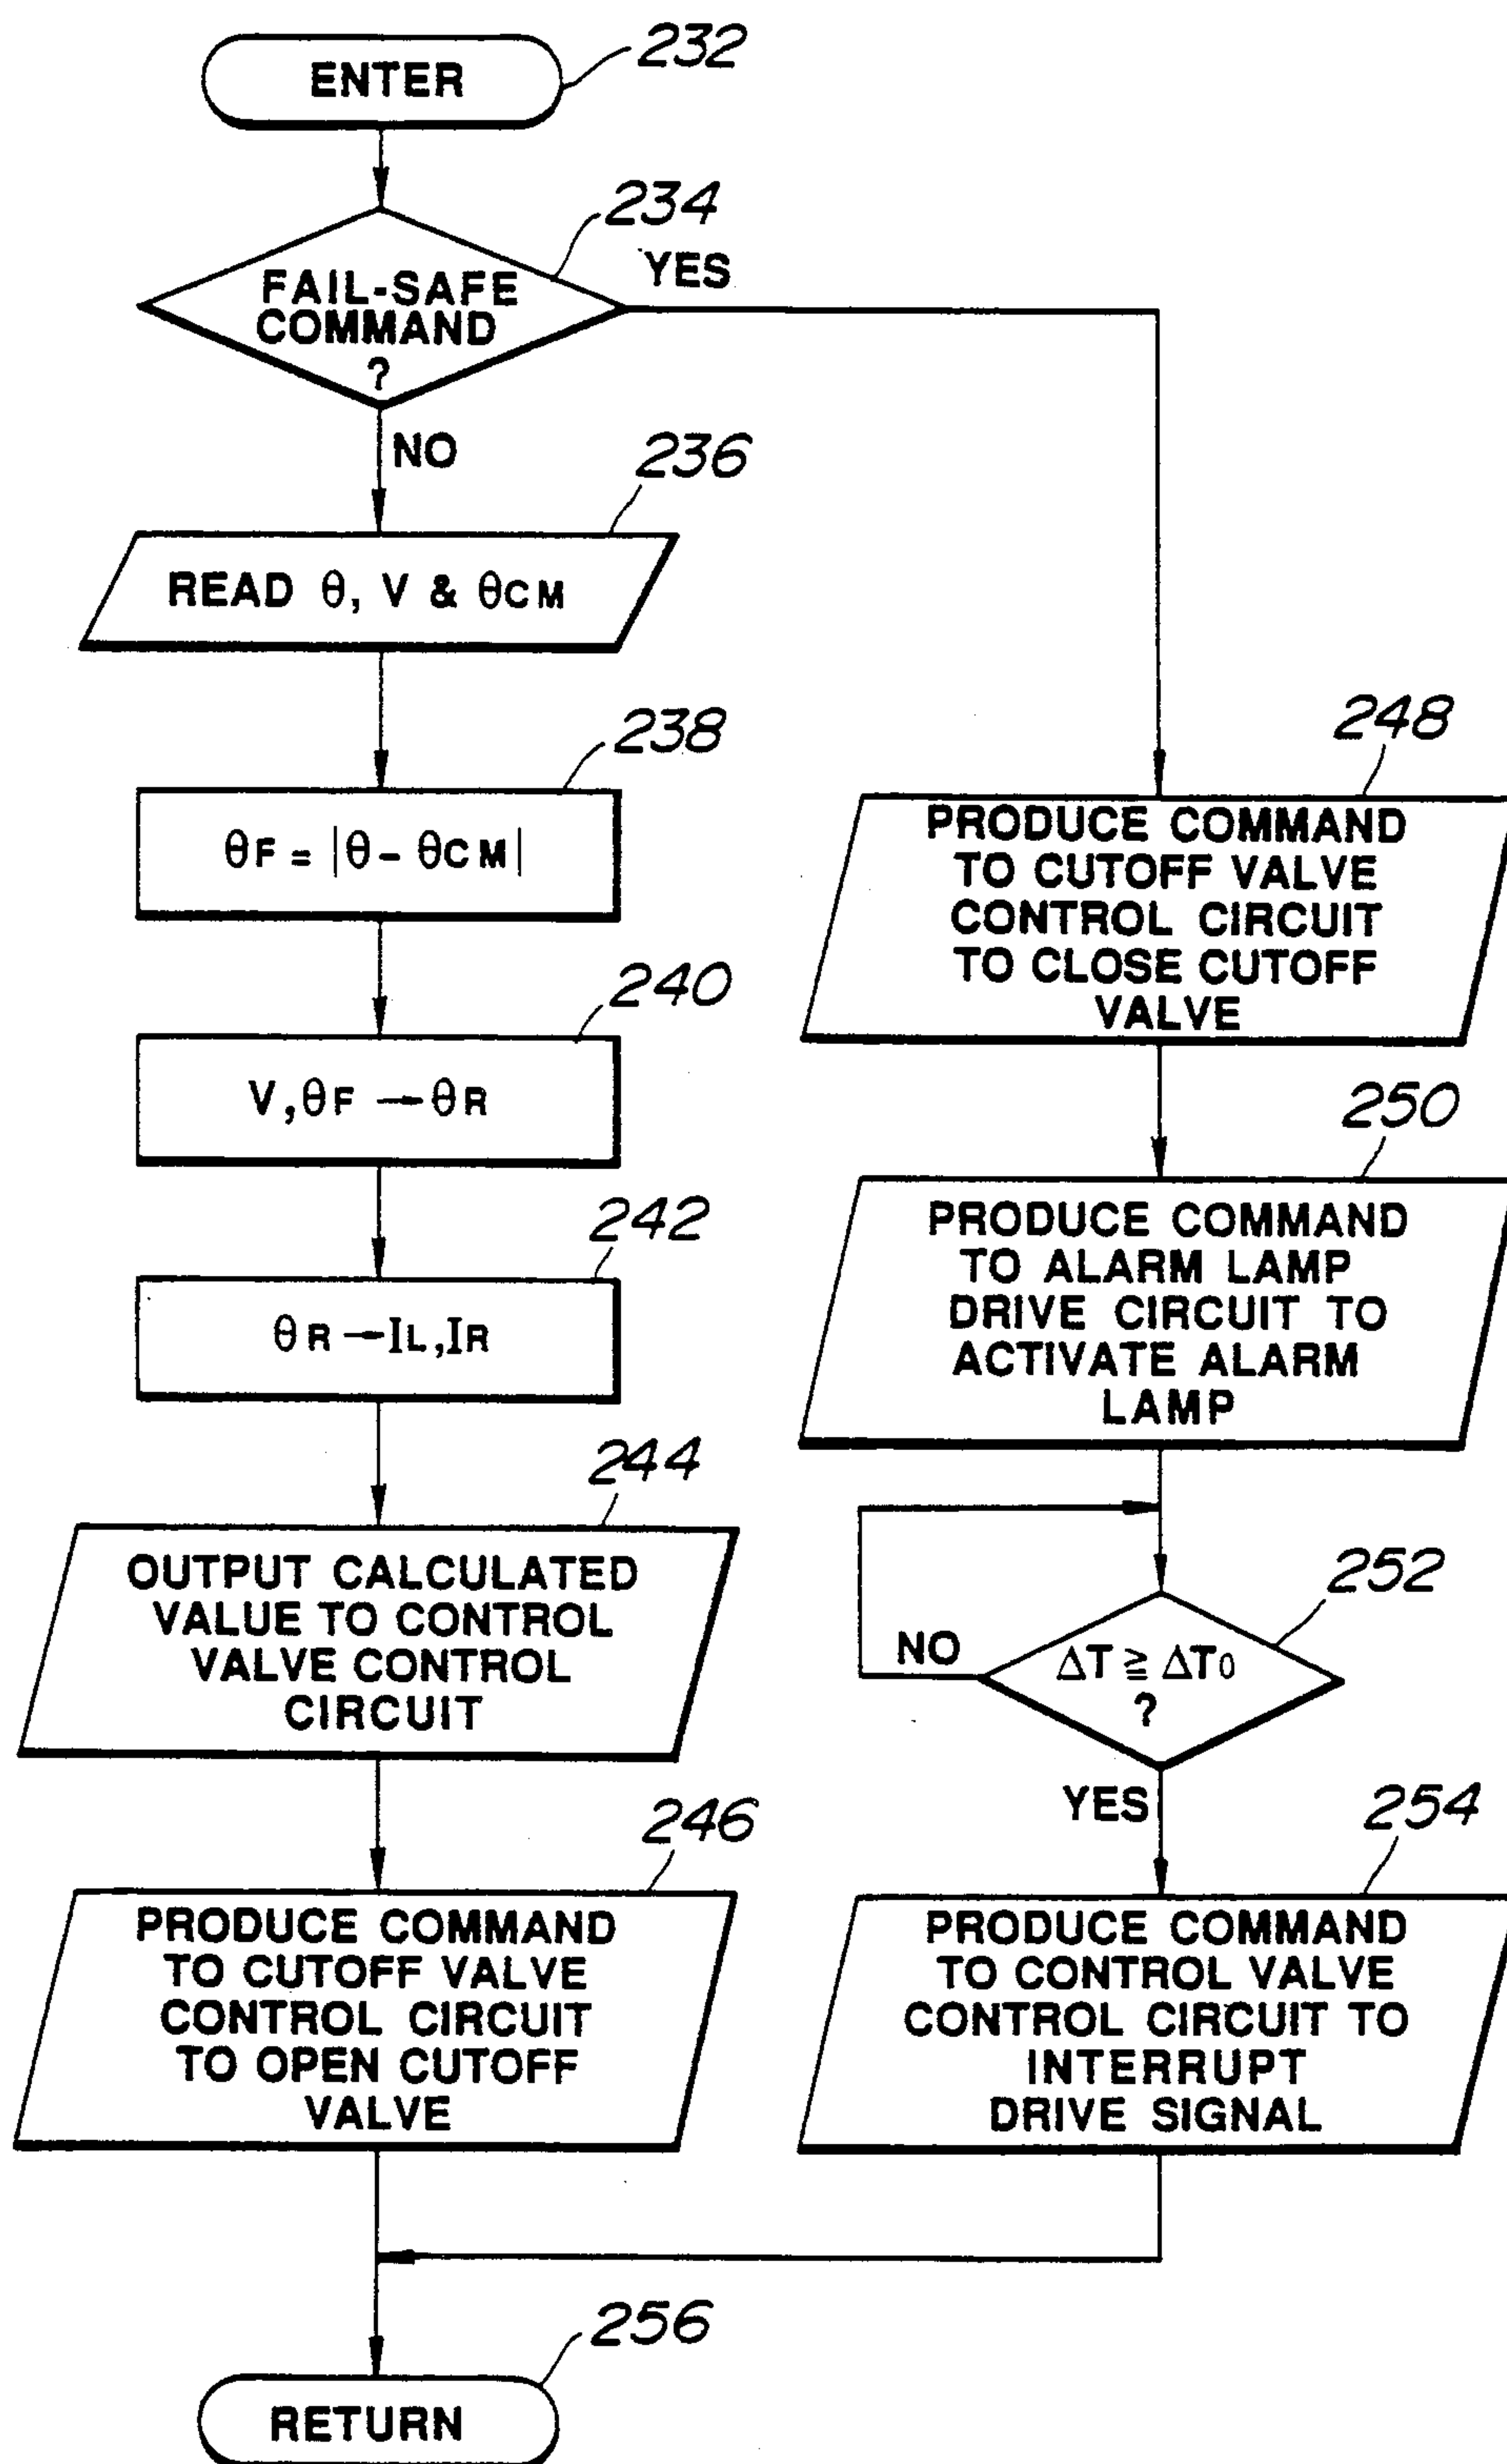 ENTER
232
234
FAIL-SAFE
COMMAND
?
YES
NO
236
READ θ, V & θCM
238
θF = |θ - θCM|
240
V, θF → θR
242
θR → IL, IR
244
OUTPUT CALCULATED
VALUE TO CONTROL
VALVE CONTROL
CIRCUIT
246
PRODUCE COMMAND
TO CUTOFF VALVE
CONTROL CIRCUIT
TO OPEN CUTOFF
VALVE
248
PRODUCE COMMAND
TO CUTOFF VALVE
CONTROL CIRCUIT
TO CLOSE CUTOFF
VALVE
250
PRODUCE COMMAND
TO ALARM LAMP
DRIVE CIRCUIT TO
ACTIVATE ALARM
LAMP
252
NO
ΔT ≧ ΔT0
?
YES
254
PRODUCE COMMAND
TO CONTROL VALVE
CONTROL CIRCUIT TO
INTERRUPT
DRIVE SIGNAL
256
RETURN